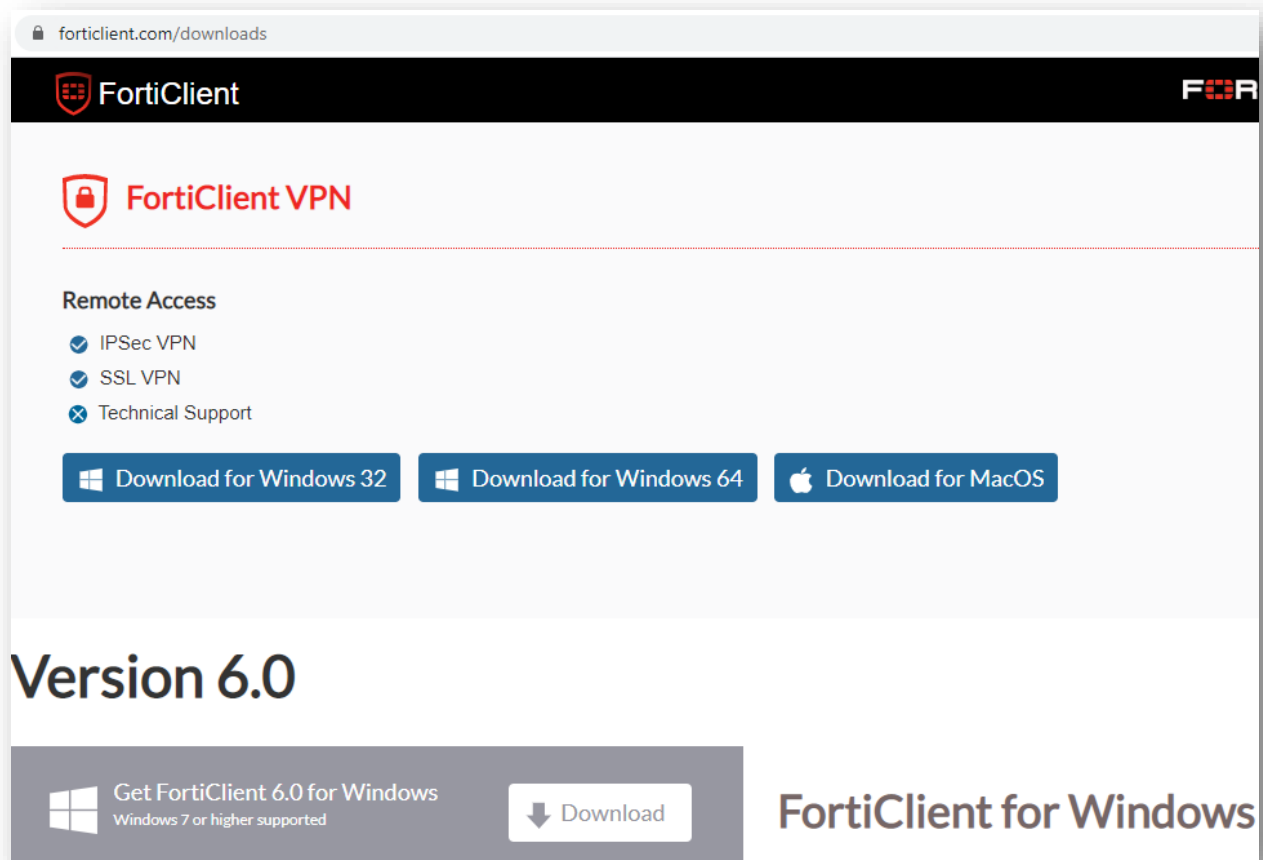 forticlient.com/downloads
FortiClient
FOR
FortiClient VPN
Remote Access
IPSec VPN
SSL VPN
Technical Support
Download for Windows 32
Download for Windows 64
Download for MacOS
Version 6.0
Get FortiClient 6.0 for Windows
Windows 7 or higher supported
Download
FortiClient for Windows